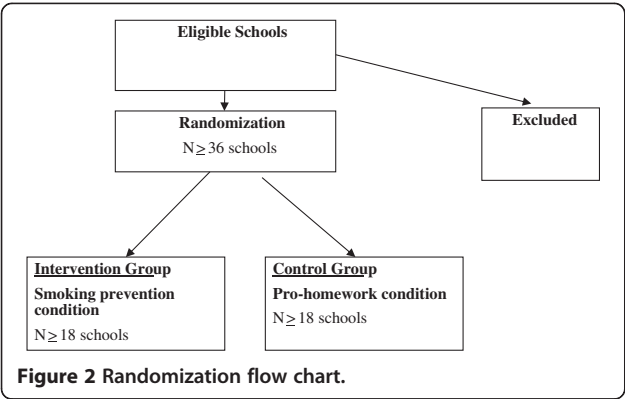 Eligible Schools
Randomization
N≥36 schools
Excluded
Intervention Group
Smoking prevention
condition
N≥18 schools
Control Group
Pro-homework condition
N≥18 schools
Figure 2 Randomization flow chart.